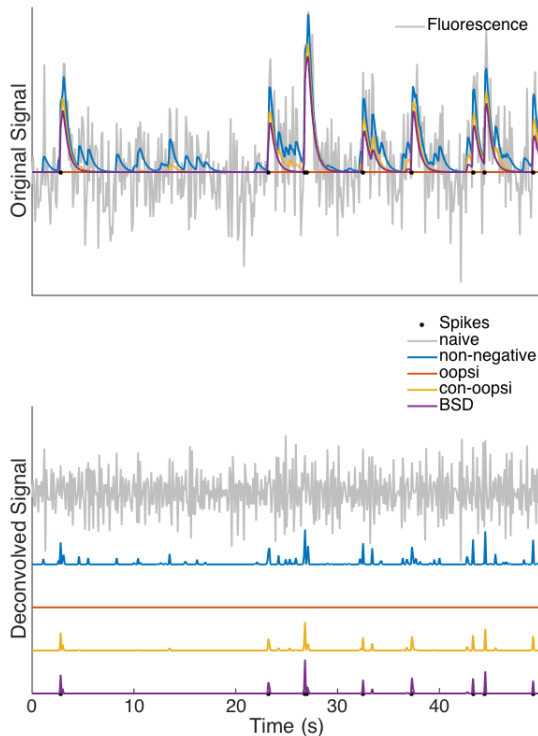 Fluorescence
Original Signal
Spikes
naive
non-negative
oopsi
con-oopsi
BSD
Deconvolved Signal
0
10
20
30
40
Time (s)